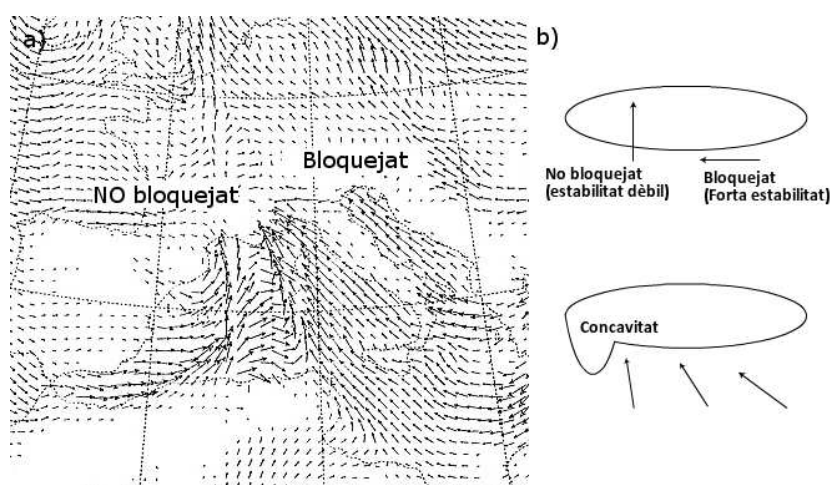 a)
Bloquejat
NO bloquejat
b)
No bloquejat
(estabilitat dèbil)
Bloquejat
(Forta estabilitat)
Concavitat